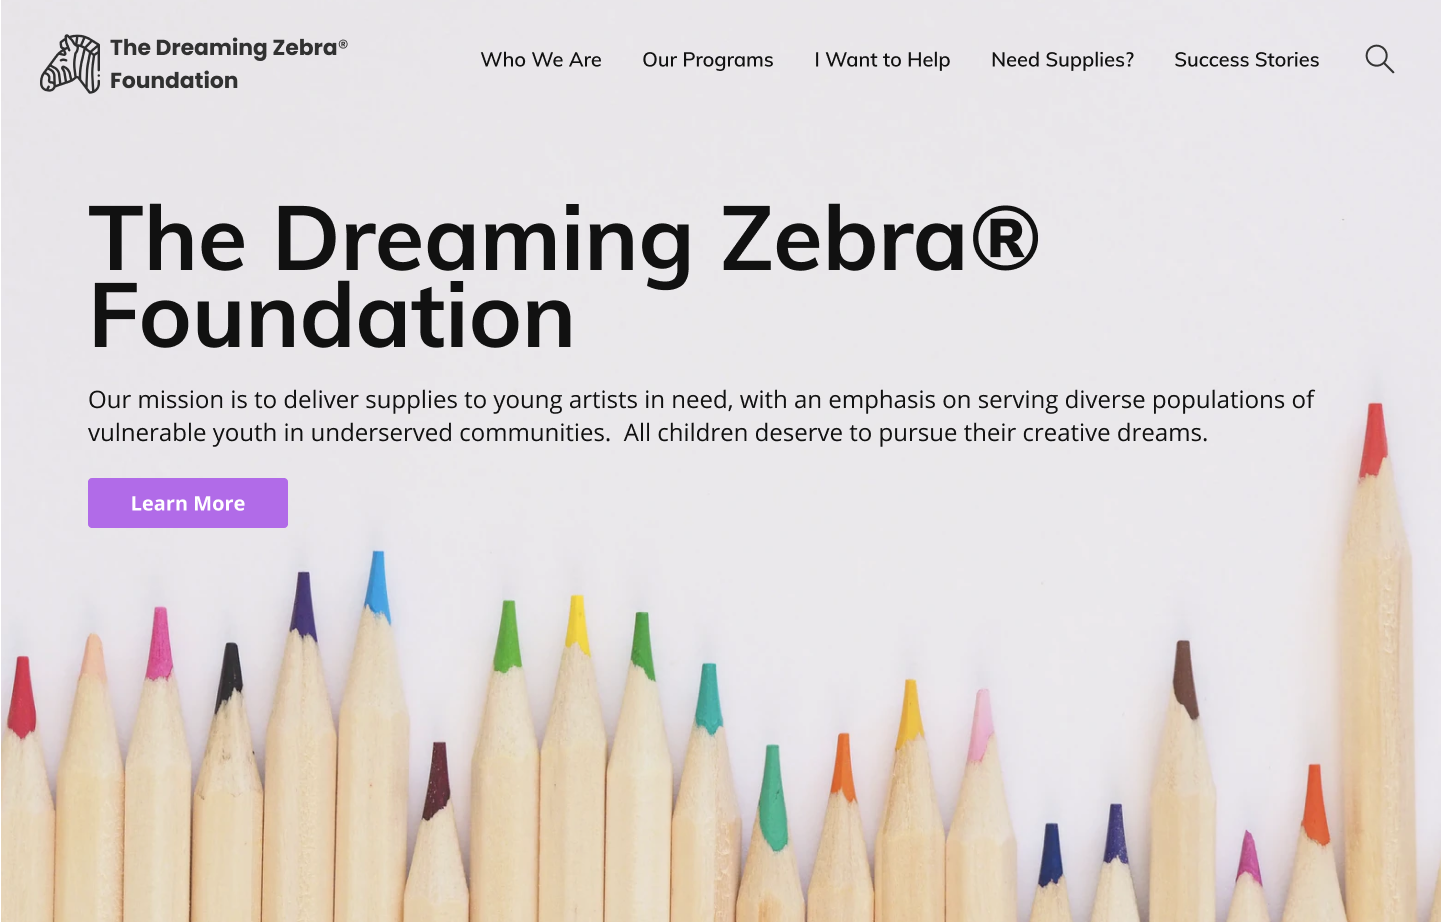 The Dreaming Zebra®
Foundation
Who We Are
Our Programs
I Want to Help
Need Supplies?
Success Stories
The Dreaming Zebra®
Foundation
Our mission is to deliver supplies to young artists in need, with an emphasis on serving diverse populations of
vulnerable youth in underserved communities.  All children deserve to pursue their creative dreams.
Learn More